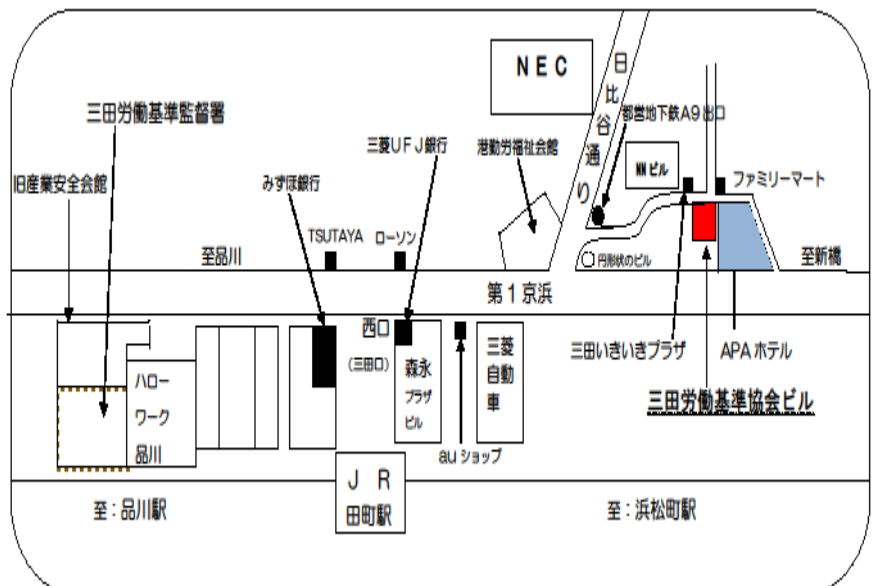 NEC
日比谷通り
都営地下鉄A9出口
三田労働基準監督署
三菱UFJ銀行
港勤労福祉会館
MMビル
ファミリーマート
旧産業安全会館
みずほ銀行
TSUTAYA
ローソン
至品川
円形状のビル
至新橋
第1京浜
西口
(三田口)
三田いきいきプラザ
APAホテル
ハロー
ワーク
品川
森永
プラザ
ビル
三菱
自動
車
三田労働基準協会ビル
auショップ
JR
田町駅
至:品川駅
至:浜松町駅